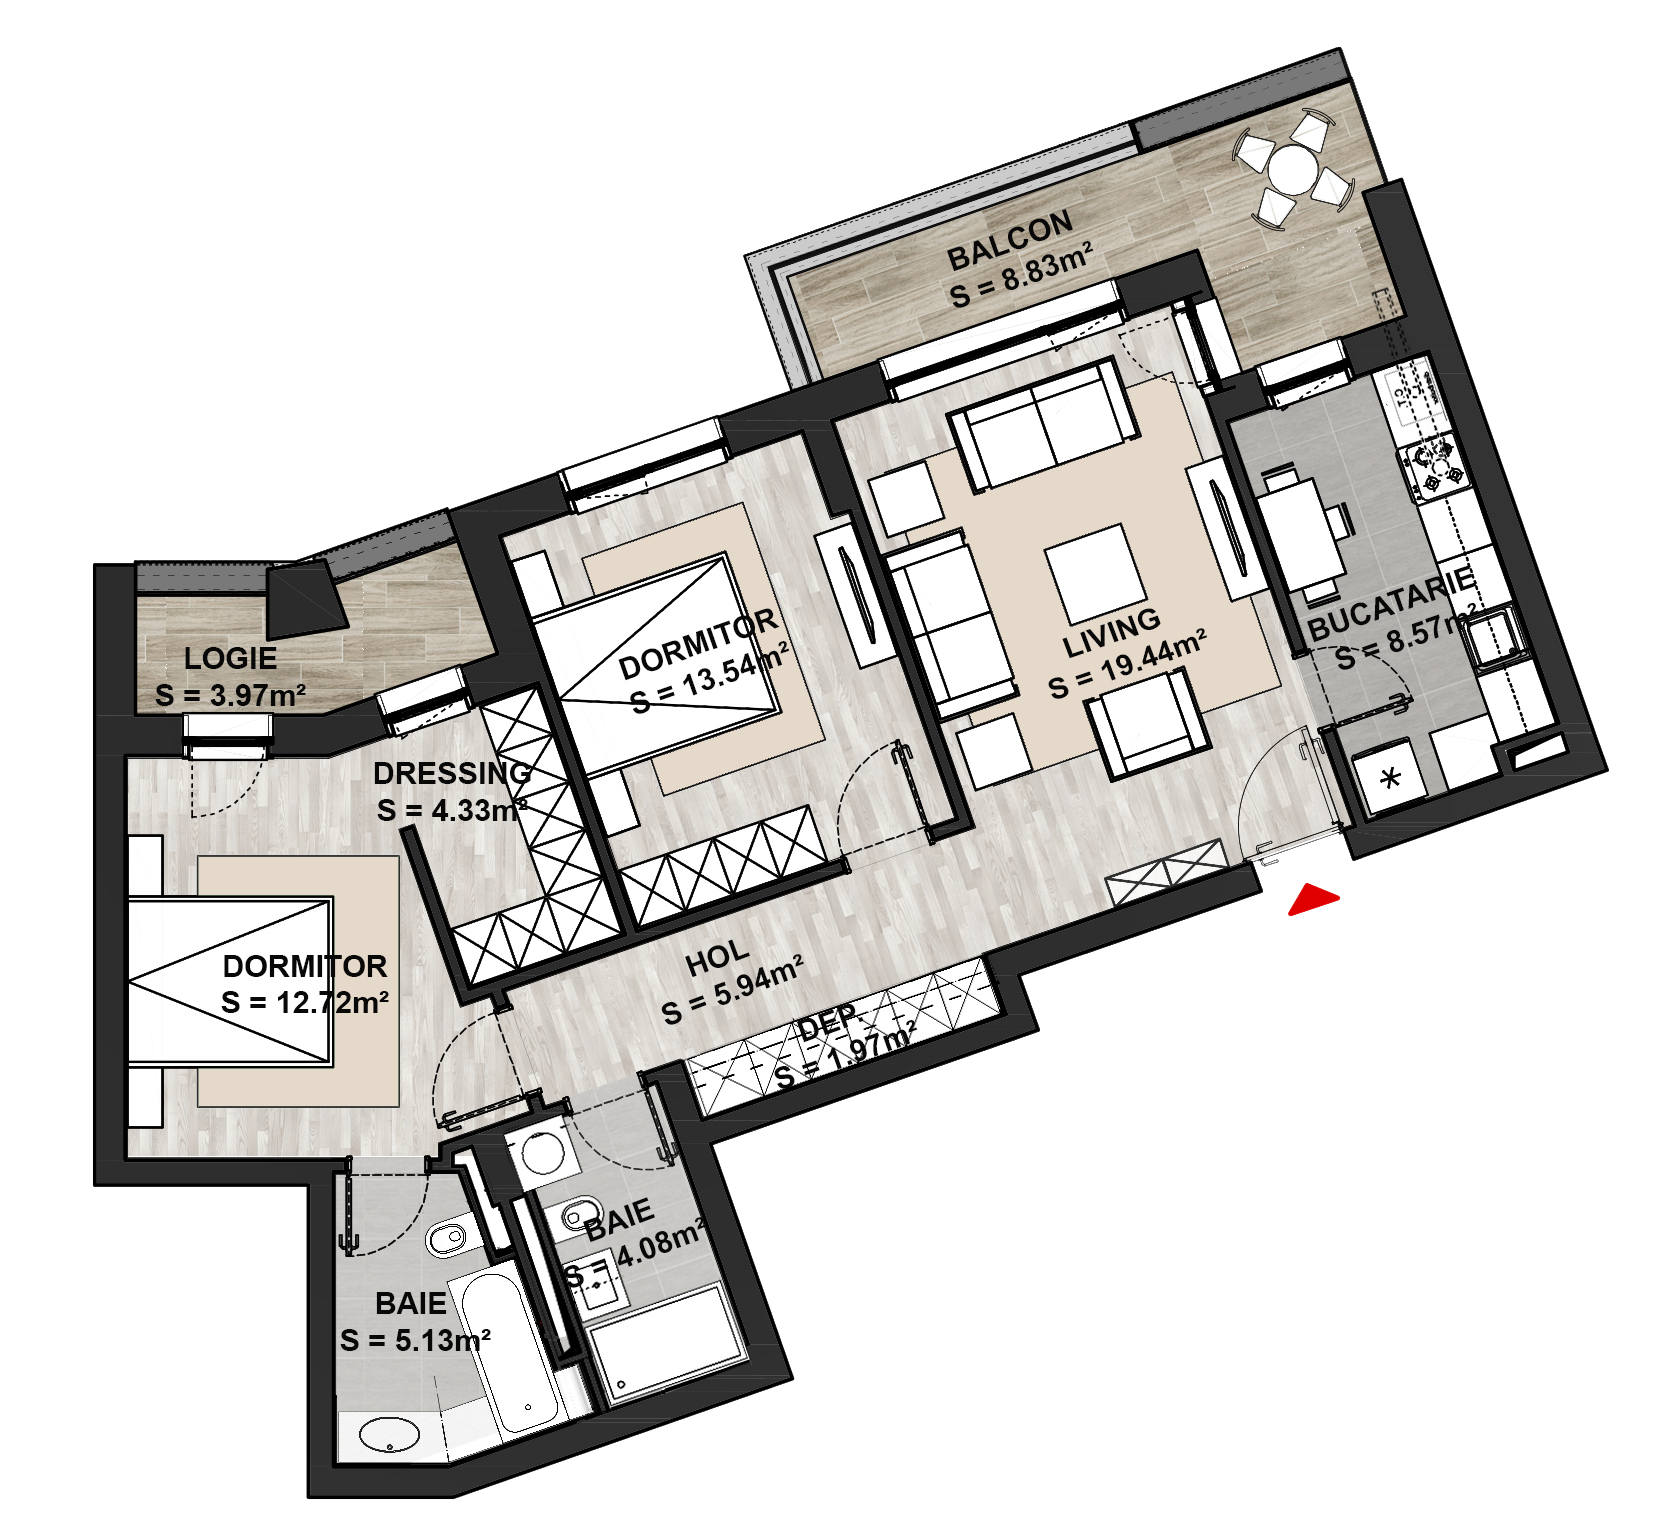 BALCON
S = 8.83m²
LIVING
S = 19.44m²
BUCATARIE
S = 8.57m²
DORMITOR
S = 13.54m²
LOGIE
S = 3.97m²
DRESSING
S = 4.33m²
DORMITOR
S = 12.72m²
HOL
S = 5.94m²
DEP.
S = 1.97m²
BAIE
S = 4.08m²
BAIE
S = 5.13m²